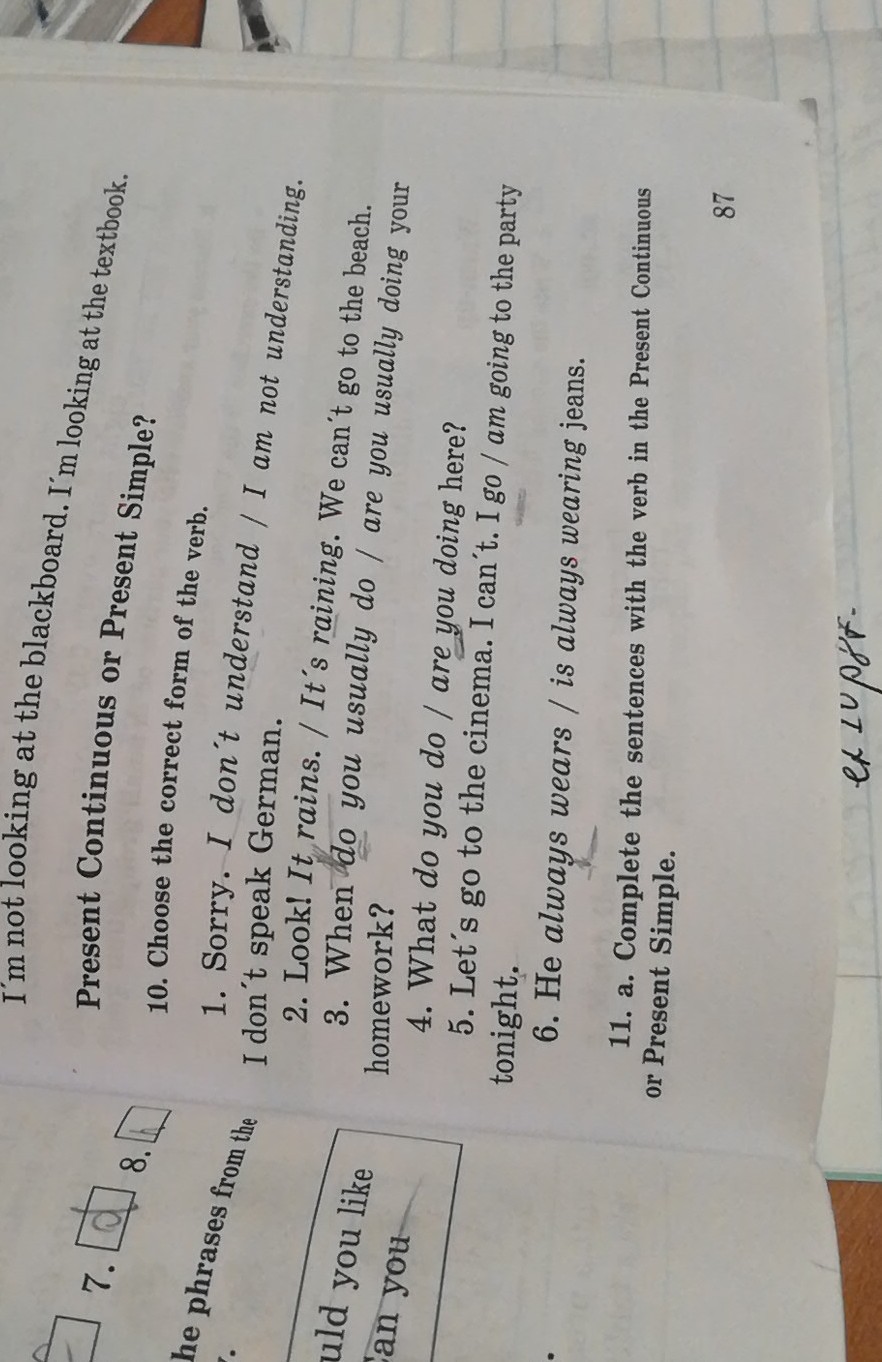 I´m not looking at the blackboard. I´m looking at the textbook.
Present Continuous or Present Simple?
10. Choose the correct form of the verb.
1. Sorry. I don´t understand / I am not understanding.
I don´t speak German.
2. Look! It rains. / It´s raining. We can´t go to the beach.
3. When do you usually do / are you usually doing your
homework?
4. What do you do / are you doing here?
5. Let´s go to the cinema. I can´t. I go / am going to the party
tonight.
6. He always wears / is always wearing jeans.
11. a. Complete the sentences with the verb in the Present Continuous
or Present Simple.
87
7. d 8. h
he phrases from the
uld you like
Can you